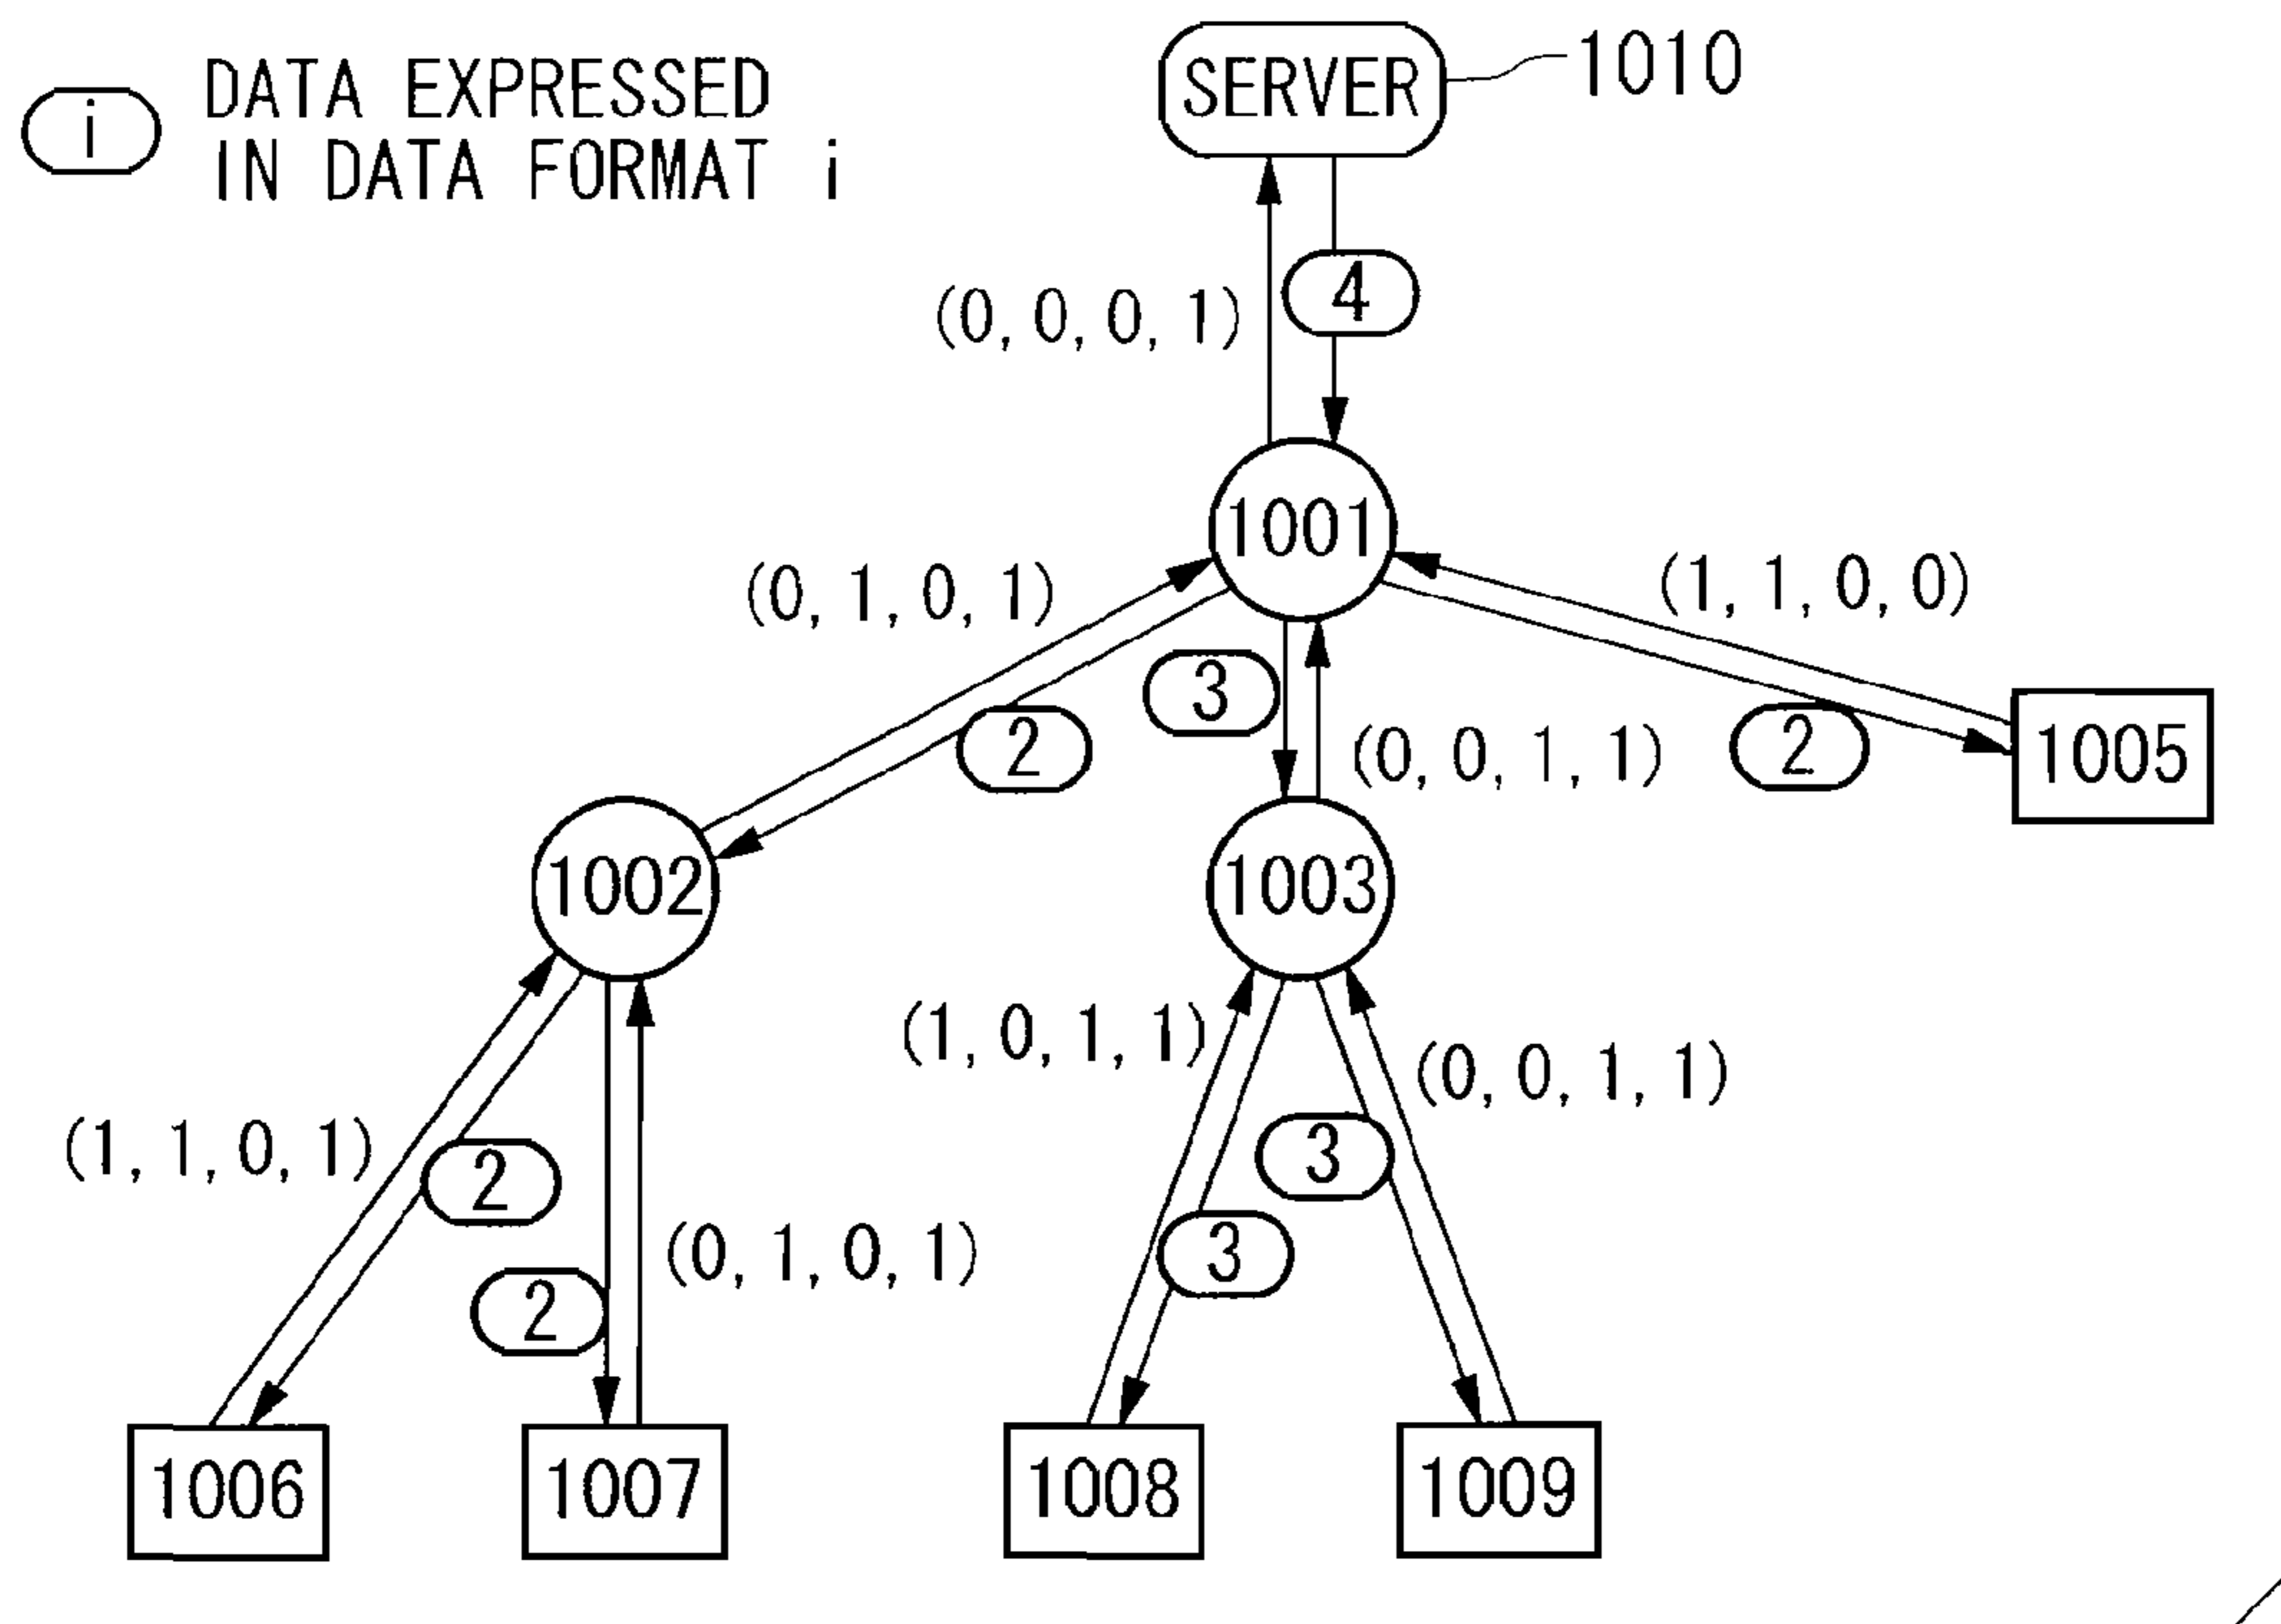 i
DATA EXPRESSED
IN DATA FORMAT i
SERVER
1010
(0, 0, 0, 1)
4
1001
(0, 1, 0, 1)
(1, 1, 0, 0)
3
2
(0, 0, 1, 1)
2
1005
1002
1003
(1, 0, 1, 1)
(0, 0, 1, 1)
(1, 1, 0, 1)
2
3
(0, 1, 0, 1)
3
2
1006
1007
1008
1009